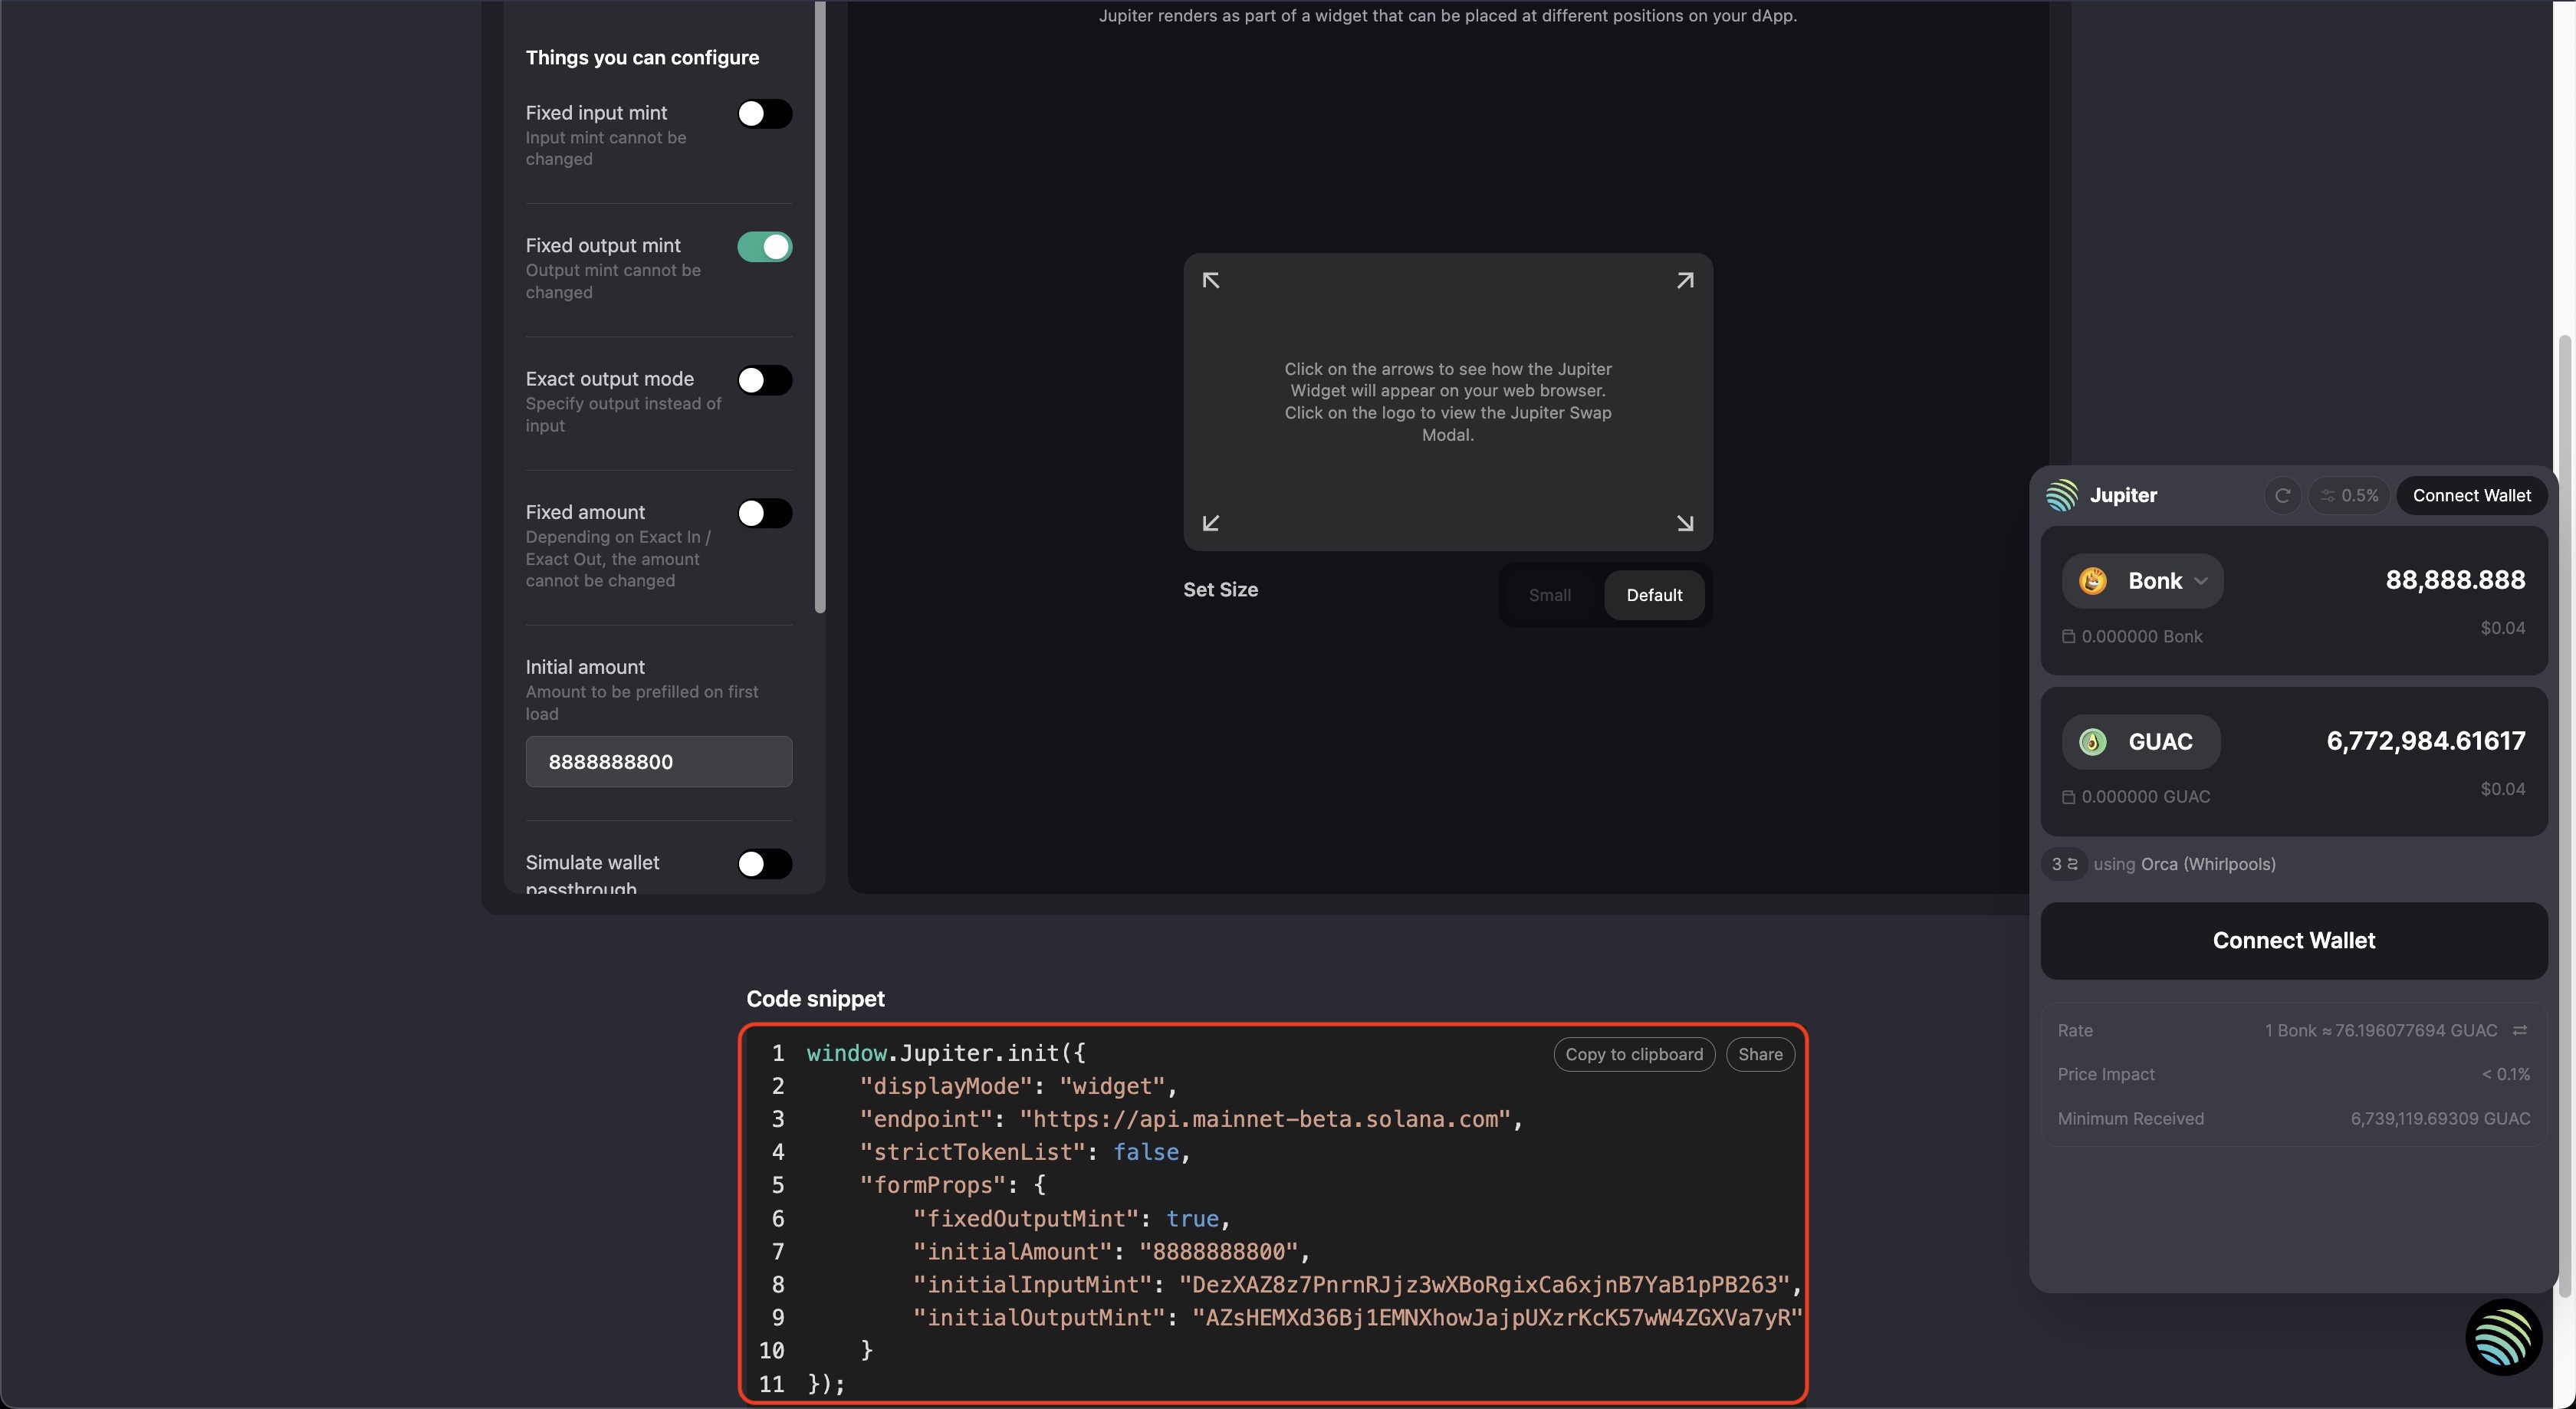 Jupiter renders as part of a widget that can be placed at different positions on your dApp.
Things you can configure
Fixed input mint
Input mint cannot be
changed
Fixed output mint
Output mint cannot be
changed
Exact output mode
Specify output instead of
input
Fixed amount
Depending on Exact In /
Exact Out, the amount
cannot be changed
Initial amount
Amount to be prefilled on first
load
8888888800
Simulate wallet
passthrough
Click on the arrows to see how the Jupiter
Widget will appear on your web browser.
Click on the logo to view the Jupiter Swap
Modal.
Set Size
Small
Default
Jupiter
0.5%
Connect Wallet
Bonk
88,888.888
0.000000 Bonk
$0.04
GUAC
6,772,984.61617
0.000000 GUAC
$0.04
3 using Orca (Whirlpools)
Connect Wallet
Rate 1 Bonk ≈ 76.196077694 GUAC
Price Impact < 0.1%
Minimum Received 6,739,119.69309 GUAC
Code snippet
Copy to clipboard
Share
1 window.Jupiter.init({
2 "displayMode": "widget",
3 "endpoint": "https://api.mainnet-beta.solana.com",
4 "strictTokenList": false,
5 "formProps": {
6 "fixedOutputMint": true,
7 "initialAmount": "8888888800",
8 "initialInputMint": "DezXAZ8z7PnrnRJjz3wXBoRgixCa6xjnB7YaB1pPB263",
9 "initialOutputMint": "AZsHEMXd36Bj1EMNXhowJajpUXzrKcK57wW4ZGXVa7yR"
10 }
11 });